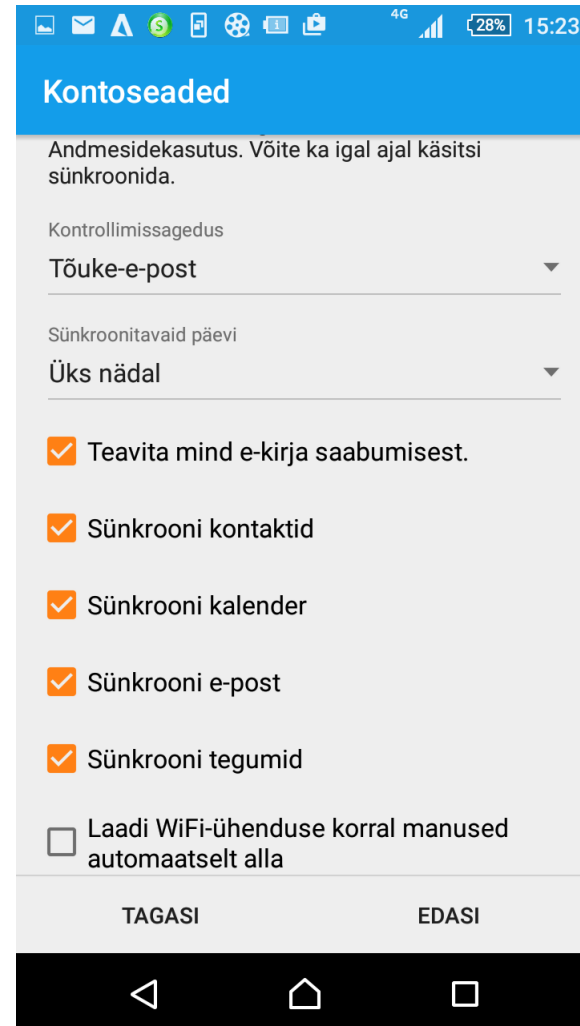 4G 28% 15:23
Kontoseaded
Andmesidekasutus. Võite ka igal ajal käsitsi
sünkroonida.
Kontrollimissagedus
Tõuke-e-post
Sünkroonitavaid päevi
Üks nädal
Teavita mind e-kirja saabumisest.
Sünkrooni kontaktid
Sünkrooni kalender
Sünkrooni e-post
Sünkrooni tegumid
Laadi WiFi-ühenduse korral manused
automaatselt alla
TAGASI EDASI